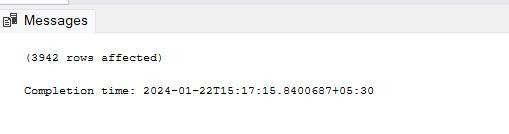 Messages
(3942 rows affected)
Completion time: 2024-01-22T15:17:15.8400687+05:30